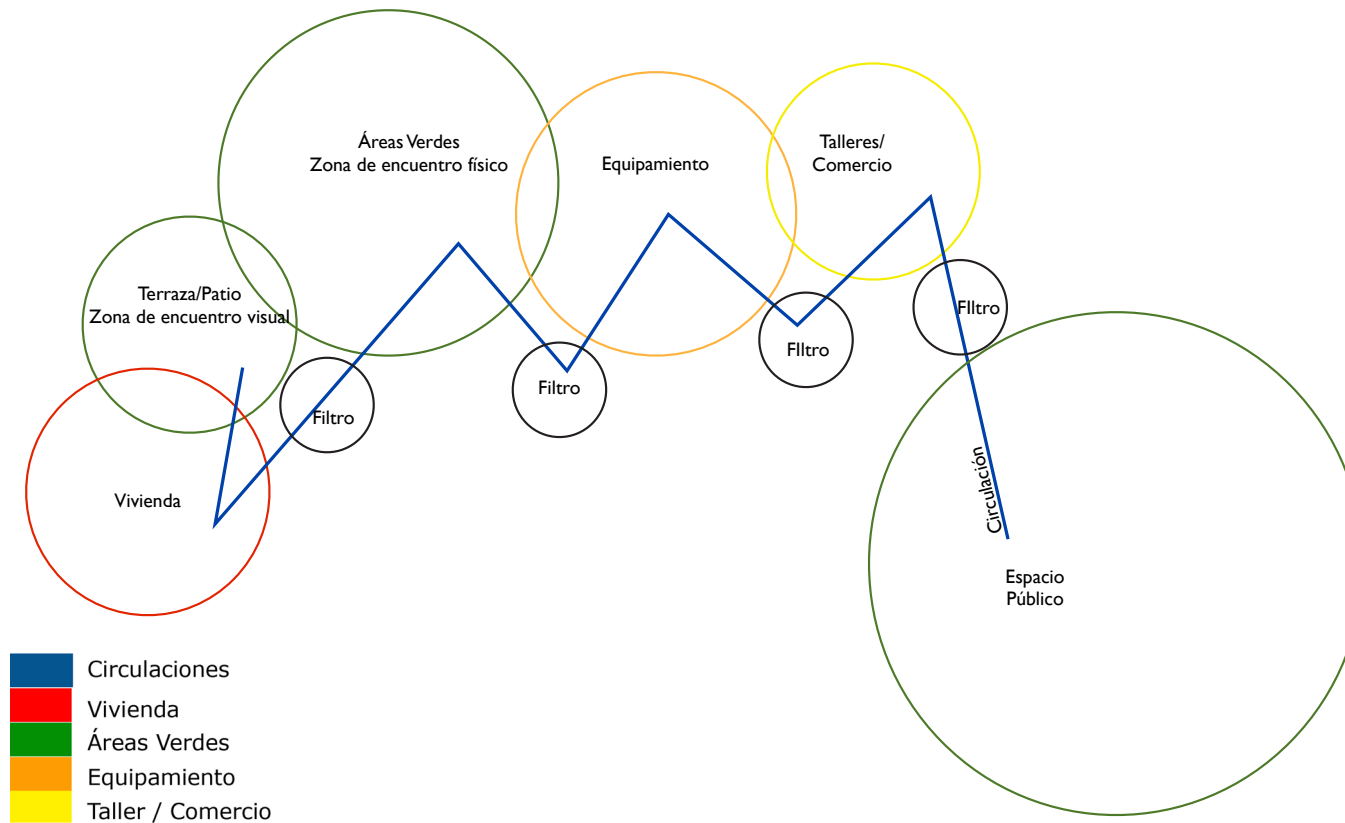 Áreas Verdes
Zona de encuentro físico
Equipamiento
Talleres/
Comercio
Terraza/Patio
Zona de encuentro visual
Filtro
Filtro
FIltro
FIltro
Vivienda
Circulación
Espacio
Público
Circulaciones
Vivienda
Áreas Verdes
Equipamiento
Taller / Comercio